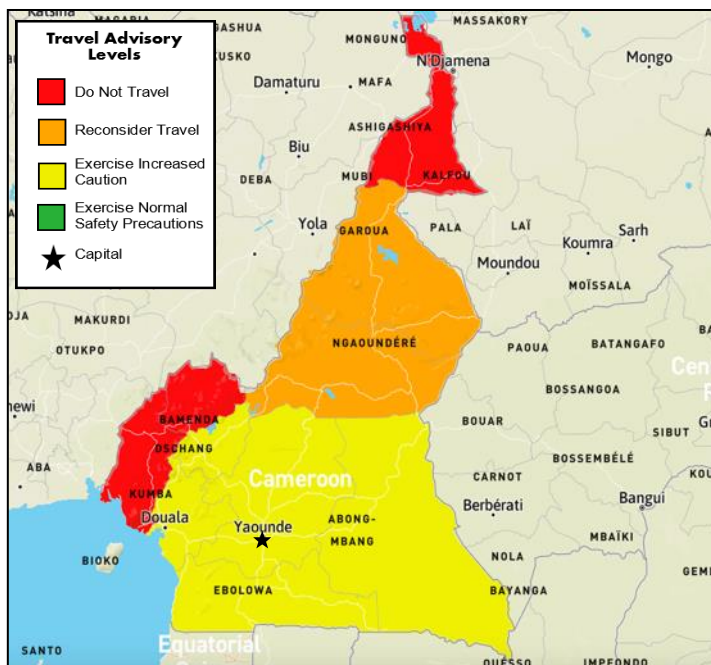 Katsina
MAGARIA
GASHUA
KUSKO
MONGUNO
MASSAKORY
N'Djamena
Mongo
Damaturu
MAFA
ASHIGASHIYA
Biu
DEBA
MUBI
KALFOU
Travel Advisory
Levels
Do Not Travel
Reconsider Travel
Exercise Increased
Caution
Exercise Normal
Safety Precautions
Capital
Yola
GAROUA
PALA
LAÏ
Sarh
Koumra
Moundou
MOÏSSALA
MAKURDI
OTUKPO
NGAOUNDÉRÉ
PAOUA
BATANGAFO
BOSSANGOA
BAMENDA
BOUAR
SIBUT
ABA
DSCHANG
Cameroon
BOSSEMBÉLÉ
CARNOT
KUMBA
Douala
Yaounde
ABONG-
MBANG
Berbérati
Bangui
MBAÏKI
BIOKO
NOLA
EBOLOWA
BAYANGA
SANTO
Equatorial
OUÉSSO
IMPFONDO